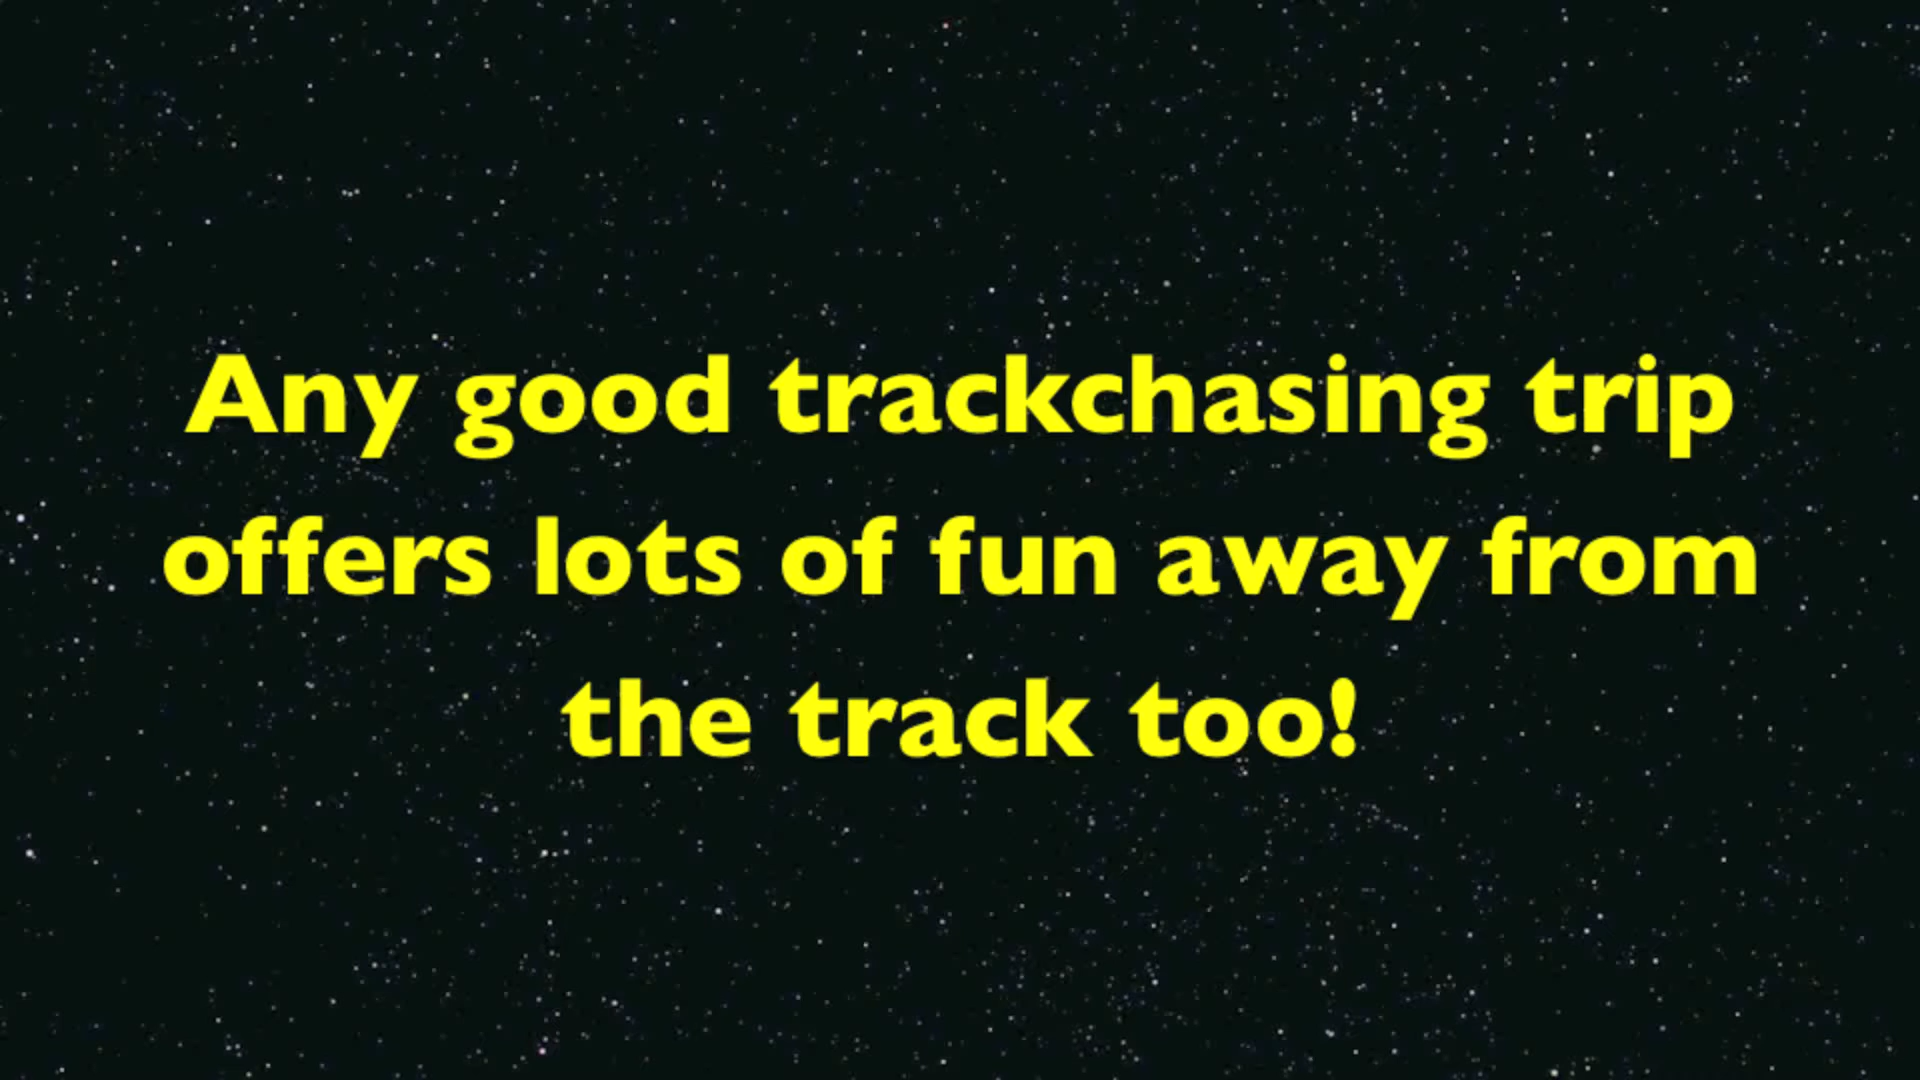 Any good trackchasing trip
offers lots of fun away from
the track too!